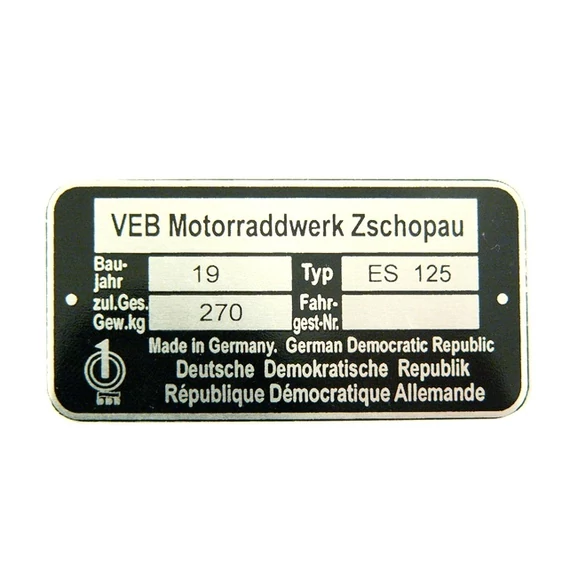 VEB Motorraddwerk Zschopau
Bau-
jahr 19 Typ ES 125
zul.Ges. 270 Fahr-
Gew.kg gest-Nr.
1
Made in Germany. German Democratic Republic
Deutsche Demokratische Republik
République Démocratique Allemande